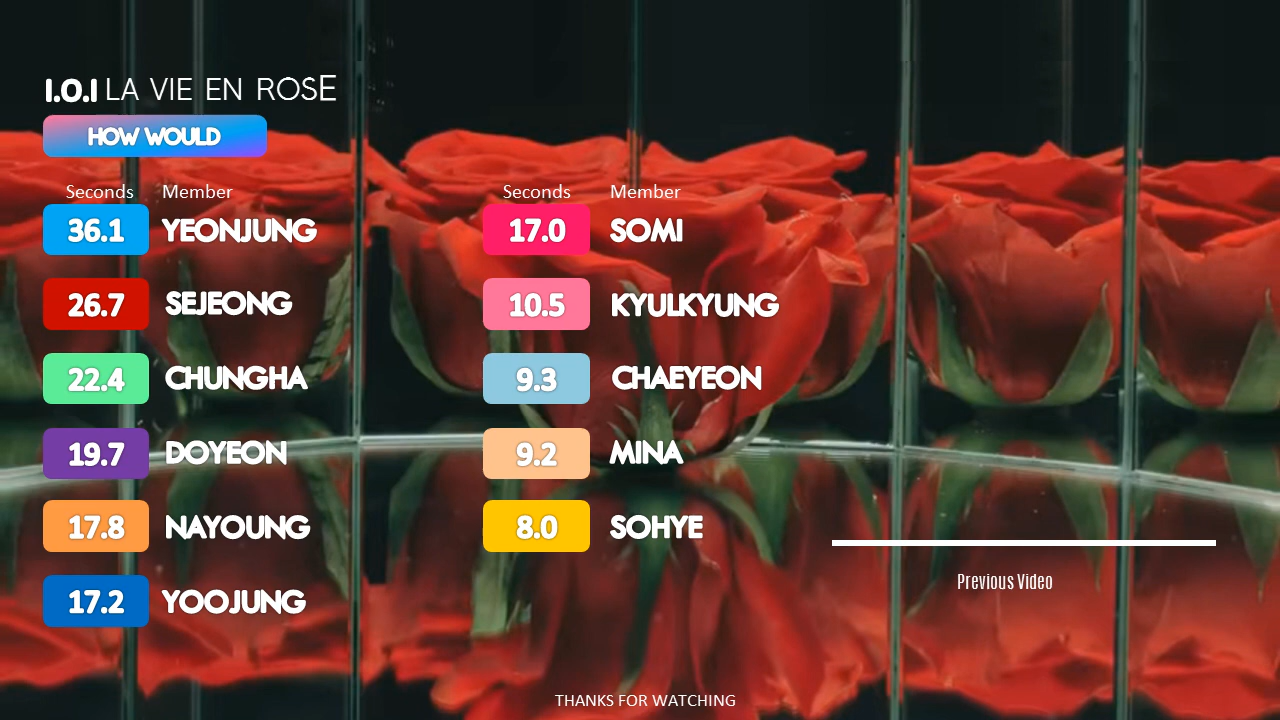 I.O.I LA VIE EN ROSE
HOW WOULD
Seconds Member
36.1 YEONJUNG
26.7 SEJEONG
22.4 CHUNGHA
19.7 DOYEON
17.8 NAYOUNG
17.2 YOOJUNG
Seconds Member
17.0 SOMI
10.5 KYULKYUNG
9.3 CHAEYEON
9.2 MINA
8.0 SOHYE
Previous Video
THANKS FOR WATCHING